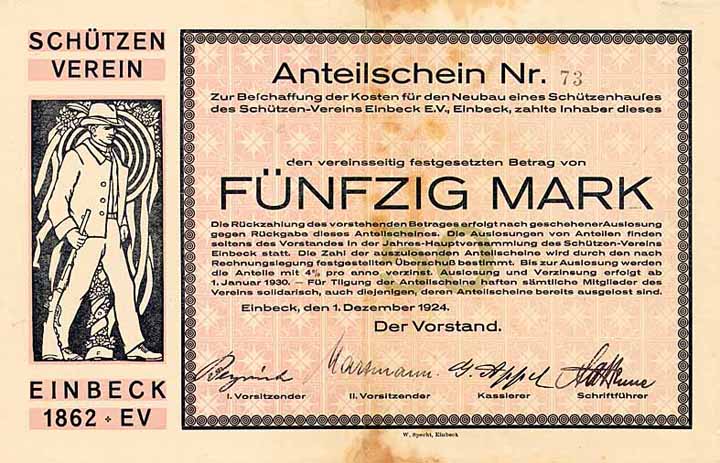 SCHÜTZEN
VEREIN
EINBECK
1862 + EV
Anteilschein Nr. 73
Zur Beschaffung der Kosten für den Neubau eines Schützenhauses
des Schützen-Vereins Einbeck E.V., Einbeck, zahlte Inhaber dieses
den vereinsseitig festgesetzten Betrag von
FÜNFZIG MARK
Die Rückzahlung des vorstehenden Betrages erfolgt nach geschehener Auslosung
gegen Rückgabe dieses Anteilscheines. Die Auslosungen von Anteilen finden
seitens des Vorstandes in der Jahres-Hauptversammlung des Schützen-Vereins
Einbeck statt. Die Zahl der auszulosenden Anteilscheine wird durch den nach
Rechnungslegung festgestellten Überschuß bestimmt. Bis zur Auslosung werden
die Anteile mit 4% pro anno verzinst. Auslosung und Verzinsung erfolgt ab
1. Januar 1930. — Für Tilgung der Anteilscheine haften sämtliche Mitglieder des
Vereins solidarisch, auch diejenigen, deren Anteilscheine bereits ausgelost sind.
50
Einbeck, den 1. Dezember 1924.
Der Vorstand.
Hartmann G. Appel
I. Vorsitzender II. Vorsitzender Kassierer Schriftführer
W. Specht, Einbeck